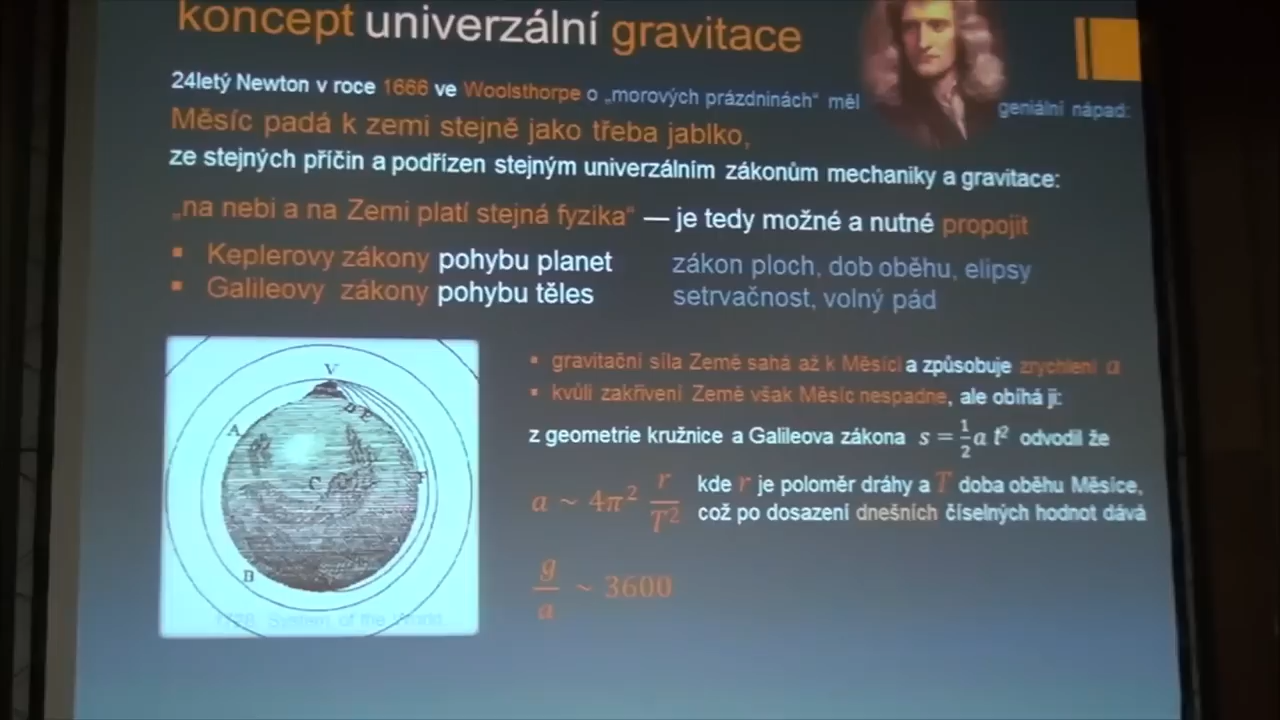 koncept univerzální gravitace
24letý Newton v roce 1666 ve Woolsthorpe o „morových prázdninách“ měl geniální nápad:
Měsíc padá k zemi stejně jako třeba jablko,
ze stejných příčin a podřízen stejným univerzálním zákonům mechaniky a gravitace:
„na nebi a na Zemi platí stejná fyzika“ — je tedy možné a nutné propojit
▪ Keplerovy zákony pohybu planet zákon ploch, dob oběhu, elipsy
▪ Galileovy zákony pohybu těles setrvačnost, volný pád
▪ gravitační síla Země sahá až k Měsíci a způsobuje zrychlení a
▪ kvůli zakřivení Země však Měsíc nespadne, ale obíhá ji:
z geometrie kružnice a Galileova zákona s = 1/2 a t² odvodil že
a ~ 4π² r/T² kde r je poloměr dráhy a T doba oběhu Měsíce,
což po dosazení dnešních číselných hodnot dává
g/a ~ 3600
V
D E
A
F
C
B
1728: System of the World